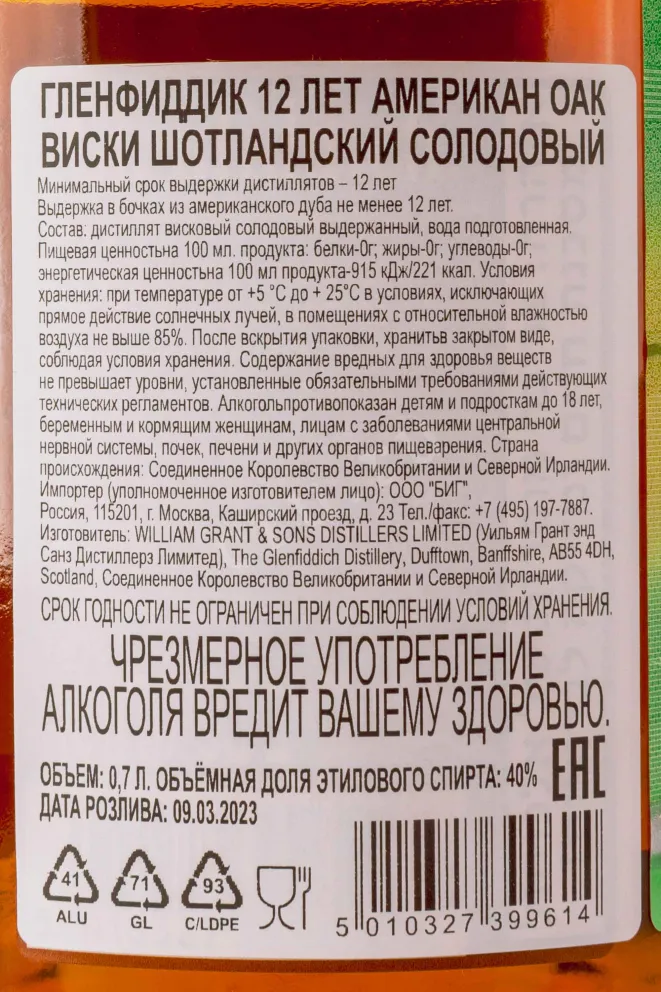 ГЛЕНФИДДИК 12 ЛЕТ АМЕРИКАН ОАК
ВИСКИ ШОТЛАНДСКИЙ СОЛОДОВЫЙ
Минимальный срок выдержки дистиллятов – 12 лет
Выдержка в бочках из американского дуба не менее 12 лет.
Состав: дистиллят висковый солодовый выдержанный, вода подготовленная.
Пищевая ценностьна 100 мл. продукта: белки-0г; жиры-0г; углеводы-0г;
энергетическая ценностьна 100 мл продукта-915 кДж/221 ккал. Условия
хранения: при температуре от +5 °С до + 25°С в условиях, исключающих
прямое действие солнечных лучей, в помещениях с относительной влажностью
воздуха не выше 85%. После вскрытия упаковки, хранитьв закрытом виде,
соблюдая условия хранения. Содержание вредных для здоровья веществ
не превышает уровни, установленные обязательными требованиями действующих
технических регламентов. Алкогольпротивопоказан детям и подросткам до 18 лет,
беременным и кормящим женщинам, лицам с заболеваниями центральной
нервной системы, почек, печени и других органов пищеварения. Страна
происхождения: Соединенное Королевство Великобритании и Северной Ирландии.
Импортер (уполномоченное изготовителем лицо): ООО "БИГ",
Россия, 115201, г. Москва, Каширский проезд, д. 23 Тел./факс: +7 (495) 197-7887.
Изготовитель: WILLIAM GRANT & SONS DISTILLERS LIMITED (Уильям Грант энд
Санз Дистиллерз Лимитед), The Glenfiddich Distillery, Dufftown, Banffshire, AB55 4DH,
Scotland, Соединенное Королевство Великобритании и Северной Ирландии.
СРОК ГОДНОСТИ НЕ ОГРАНИЧЕН ПРИ СОБЛЮДЕНИИ УСЛОВИЙ ХРАНЕНИЯ.
ЧРЕЗМЕРНОЕ УПОТРЕБЛЕНИЕ
АЛКОГОЛЯ ВРЕДИТ ВАШЕМУ ЗДОРОВЬЮ.
ОБЪЕМ: 0,7 Л. ОБЪЁМНАЯ ДОЛЯ ЭТИЛОВОГО СПИРТА: 40% EAC
ДАТА РОЗЛИВА: 09.03.2023
41 71 93
ALU GL C/LDPE
5 010327 399614